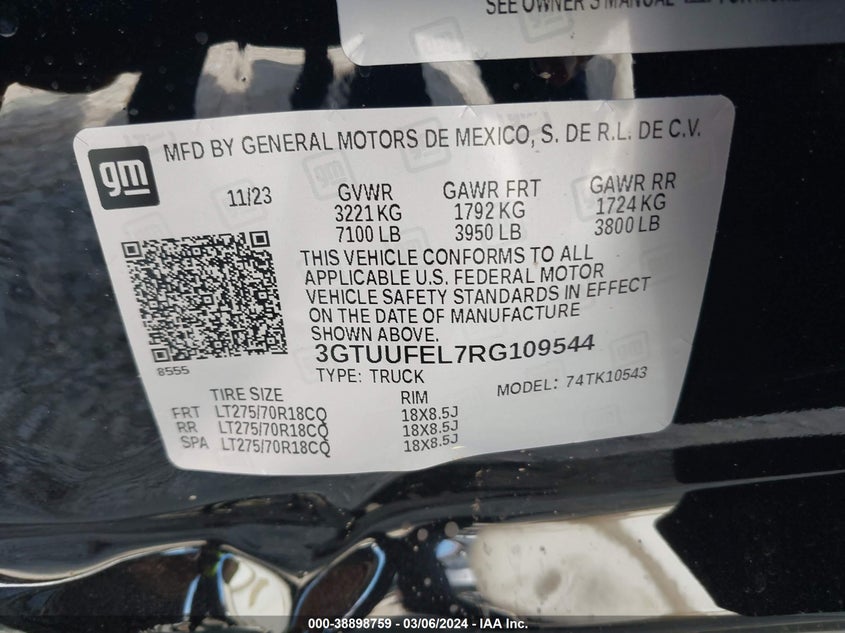 SEE OWNER'S MANUAL FOR MORE
gm
MFD BY GENERAL MOTORS DE MEXICO, S. DE R.L. DE C.V.
11/23 GVWR GAWR FRT GAWR RR
3221 KG 1792 KG 1724 KG
7100 LB 3950 LB 3800 LB
THIS VEHICLE CONFORMS TO ALL
APPLICABLE U.S. FEDERAL MOTOR
VEHICLE SAFETY STANDARDS IN EFFECT
ON THE DATE OF MANUFACTURE
SHOWN ABOVE.
8555
3GTUUFEL7RG109544
TYPE: TRUCK MODEL: 74TK10543
TIRE SIZE RIM
FRT LT275/70R18CQ 18X8.5J
RR LT275/70R18CQ 18X8.5J
SPA LT275/70R18CQ 18X8.5J
000-38898759 - 03/06/2024 - IAA Inc.